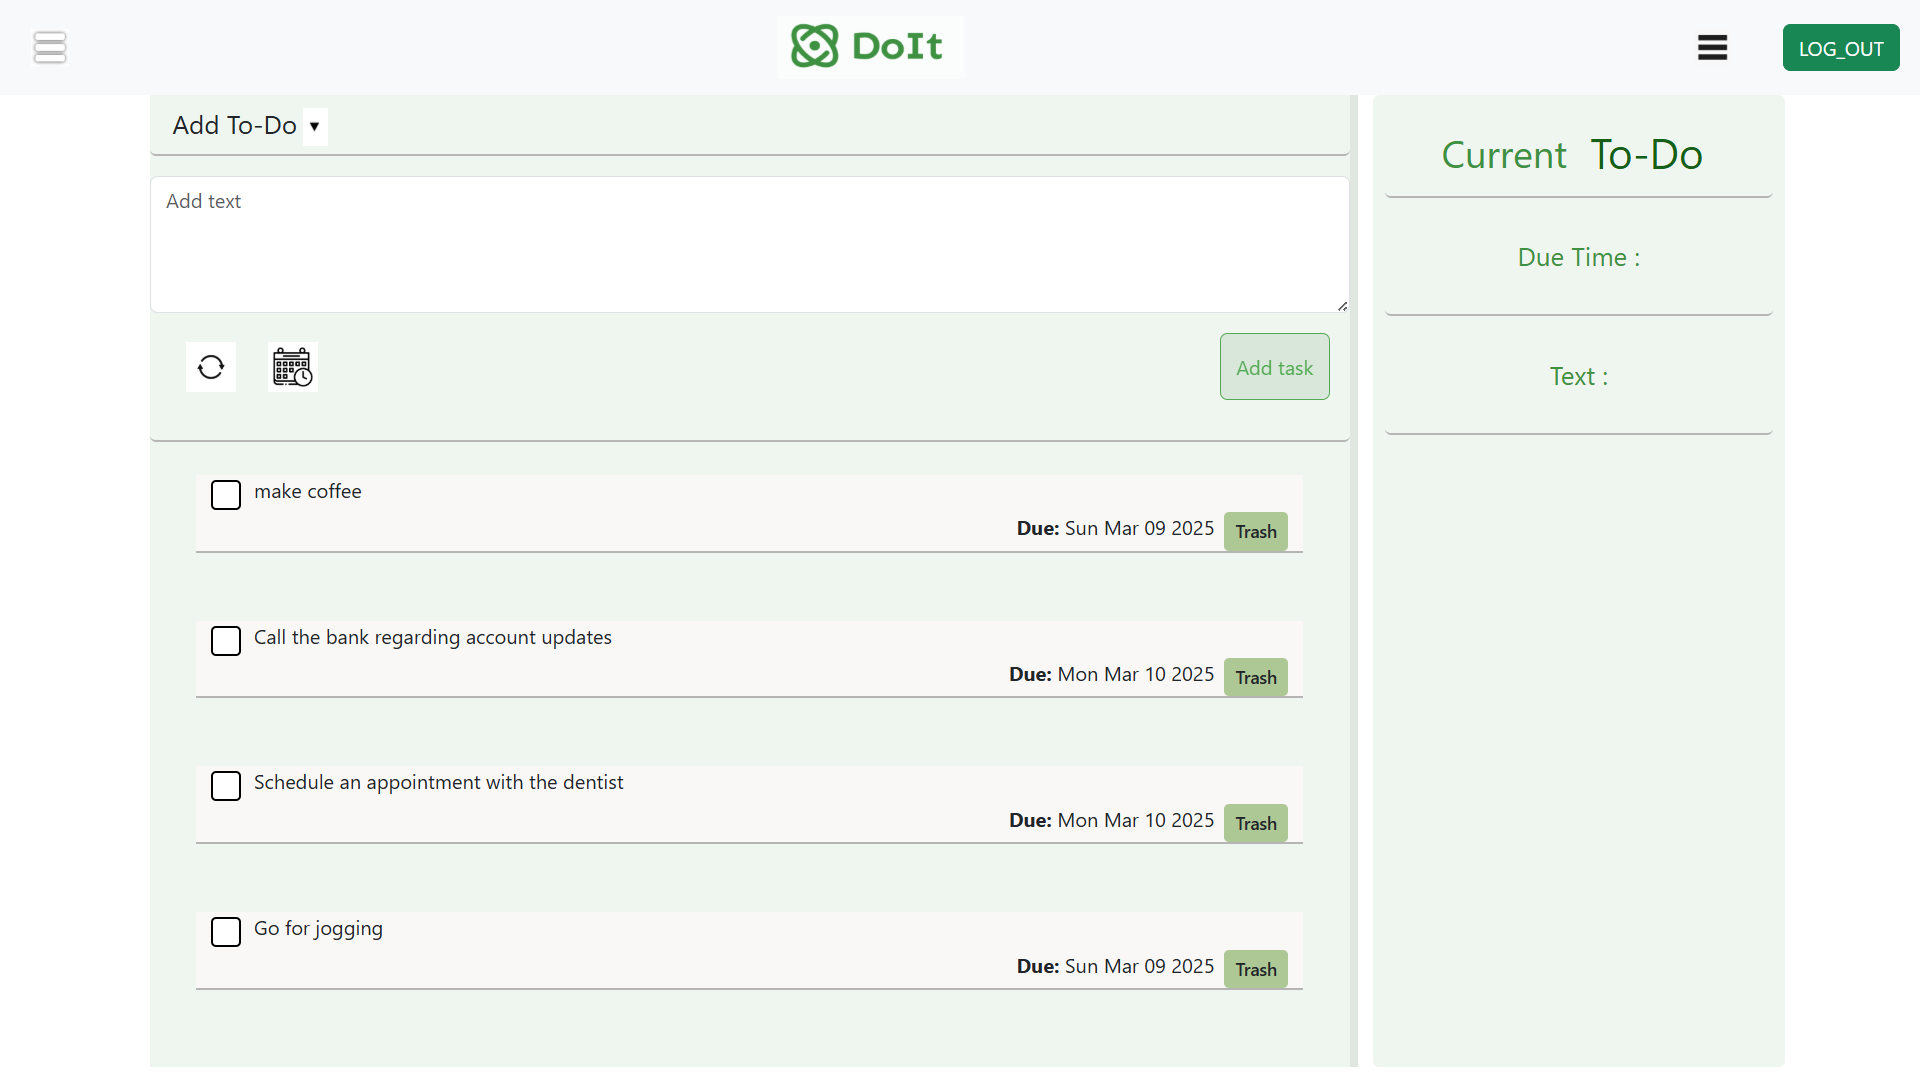 DoIt
LOG_OUT
Add To-Do ▾
Add text
Add task
make coffee
Due: Sun Mar 09 2025 Trash
Call the bank regarding account updates
Due: Mon Mar 10 2025 Trash
Schedule an appointment with the dentist
Due: Mon Mar 10 2025 Trash
Go for jogging
Due: Sun Mar 09 2025 Trash
Current To-Do
Due Time :
Text :